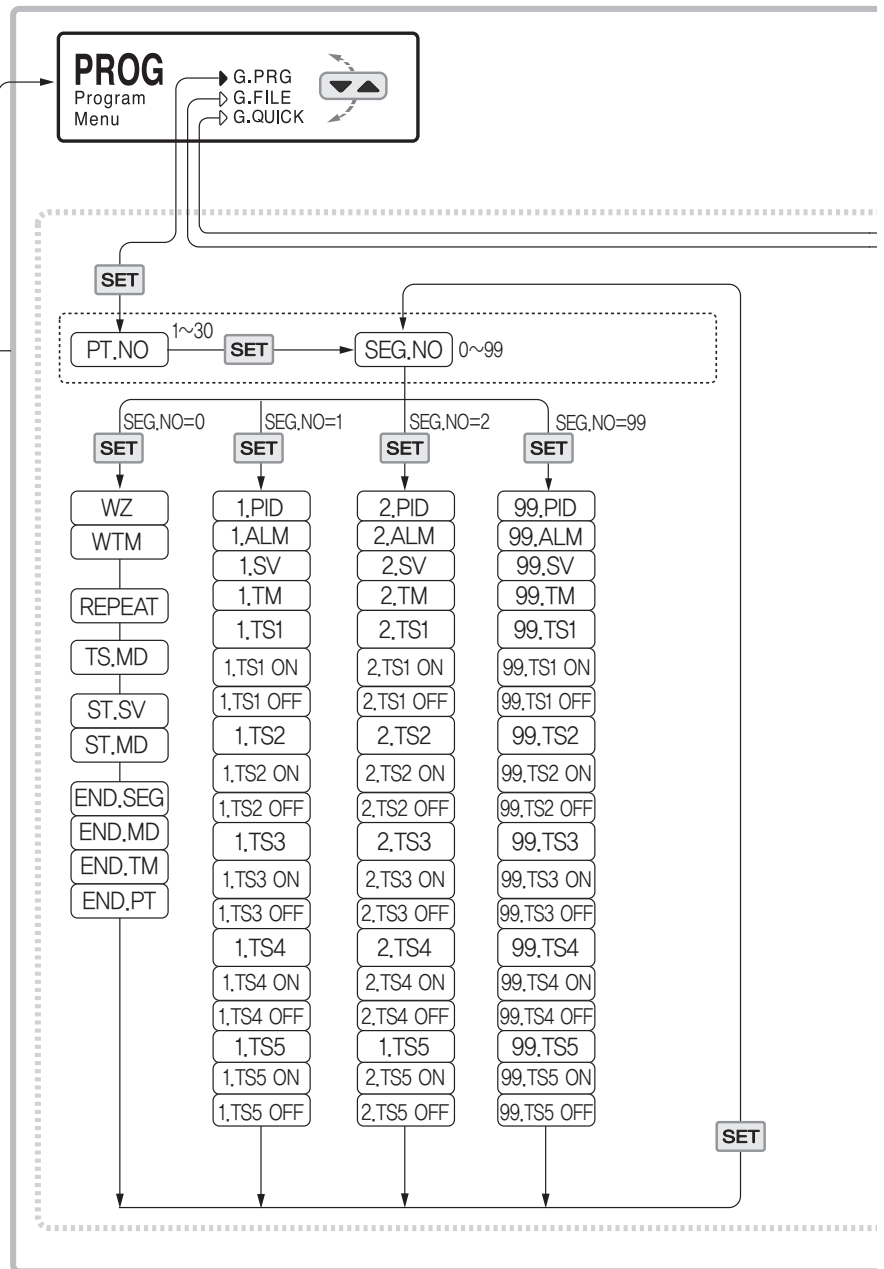 PROG
Program
Menu
G.PRG
G.FILE
G.QUICK
SET
PT.NO
1~30
SET
SEG.NO
0~99
SEG.NO=0
SET
WZ
WTM
REPEAT
TS.MD
ST.SV
ST.MD
END.SEG
END.MD
END.TM
END.PT
SEG.NO=1
SET
1.PID
1.ALM
1.SV
1.TM
1.TS1
1.TS1 ON
1.TS1 OFF
1.TS2
1.TS2 ON
1.TS2 OFF
1.TS3
1.TS3 ON
1.TS3 OFF
1.TS4
1.TS4 ON
1.TS4 OFF
1.TS5
1.TS5 ON
1.TS5 OFF
SEG.NO=2
SET
2.PID
2.ALM
2.SV
2.TM
2.TS1
2.TS1 ON
2.TS1 OFF
2.TS2
2.TS2 ON
2.TS2 OFF
2.TS3
2.TS3 ON
2.TS3 OFF
2.TS4
2.TS4 ON
2.TS4 OFF
1.TS5
2.TS5 ON
2.TS5 OFF
SEG.NO=99
SET
99.PID
99.ALM
99.SV
99.TM
99.TS1
99.TS1 ON
99.TS1 OFF
99.TS2
99.TS2 ON
99.TS2 OFF
99.TS3
99.TS3 ON
99.TS3 OFF
99.TS4
99.TS4 ON
99.TS4 OFF
99.TS5
99.TS5 ON
99.TS5 OFF
SET